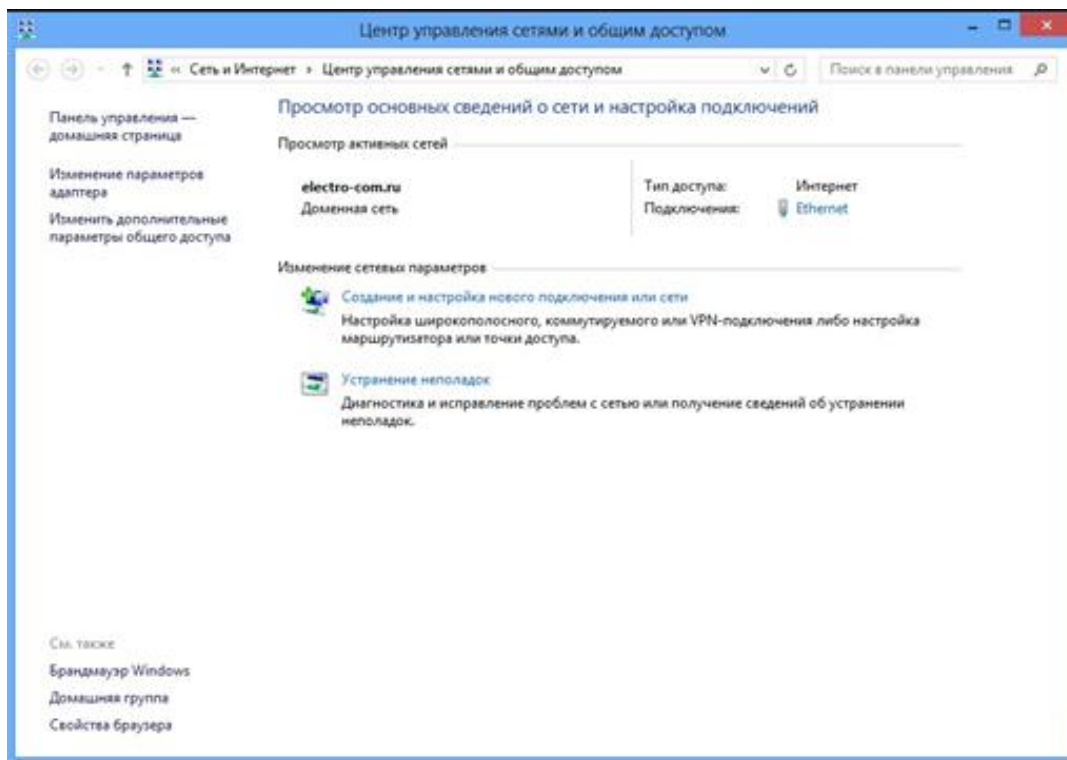 Центр управления сетями и общим доступом
« Сеть и Интернет › Центр управления сетями и общим доступом
Поиск в панели управления
Панель управления —
домашняя страница
Изменение параметров
адаптера
Изменить дополнительные
параметры общего доступа
Просмотр основных сведений о сети и настройка подключений
Просмотр активных сетей
electro-com.ru
Доменная сеть
Тип доступа: Интернет
Подключения: Ethernet
Изменение сетевых параметров
Создание и настройка нового подключения или сети
Настройка широкополосного, коммутируемого или VPN-подключения либо настройка
маршрутизатора или точки доступа.
Устранение неполадок
Диагностика и исправление проблем с сетью или получение сведений об устранении
неполадок.
См. также
Брандмауэр Windows
Домашняя группа
Свойства браузера